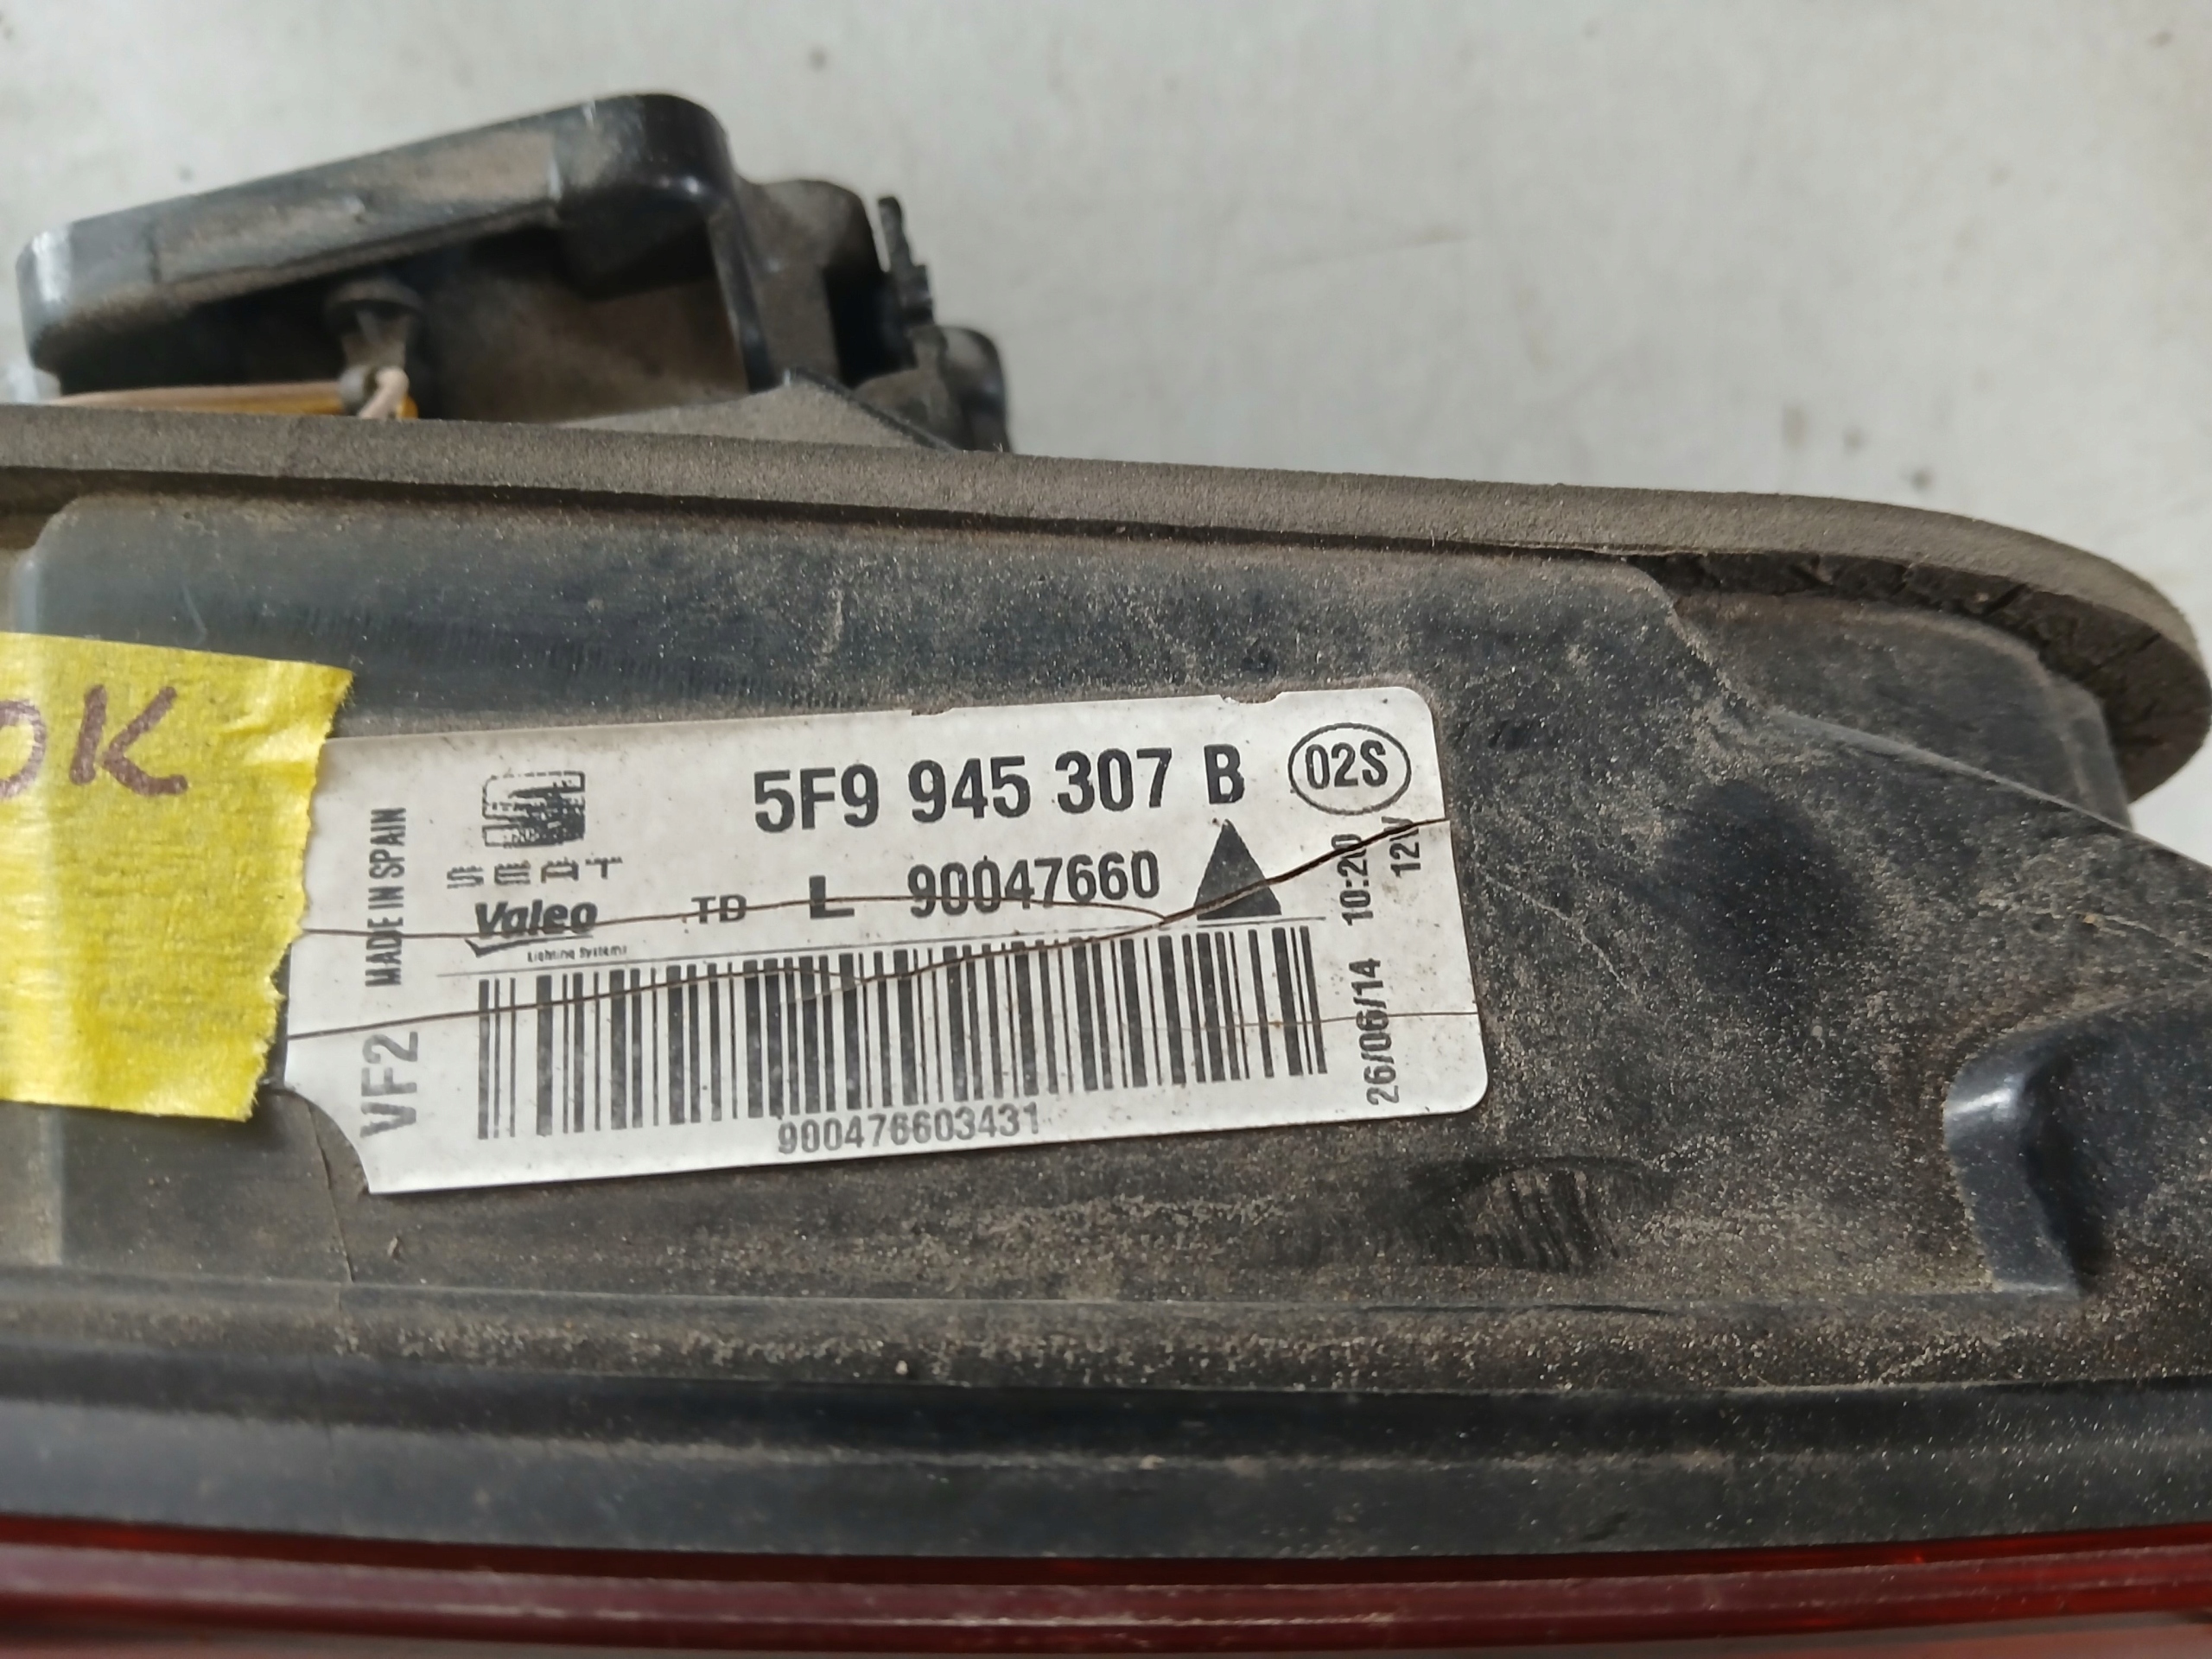 OK
MADE IN SPAIN
VF2
SEAT
Valeo
Lighting Systems
5F9 945 307 B
02S
TD L 90047660
900476603431
26/06/14 10:20
12V